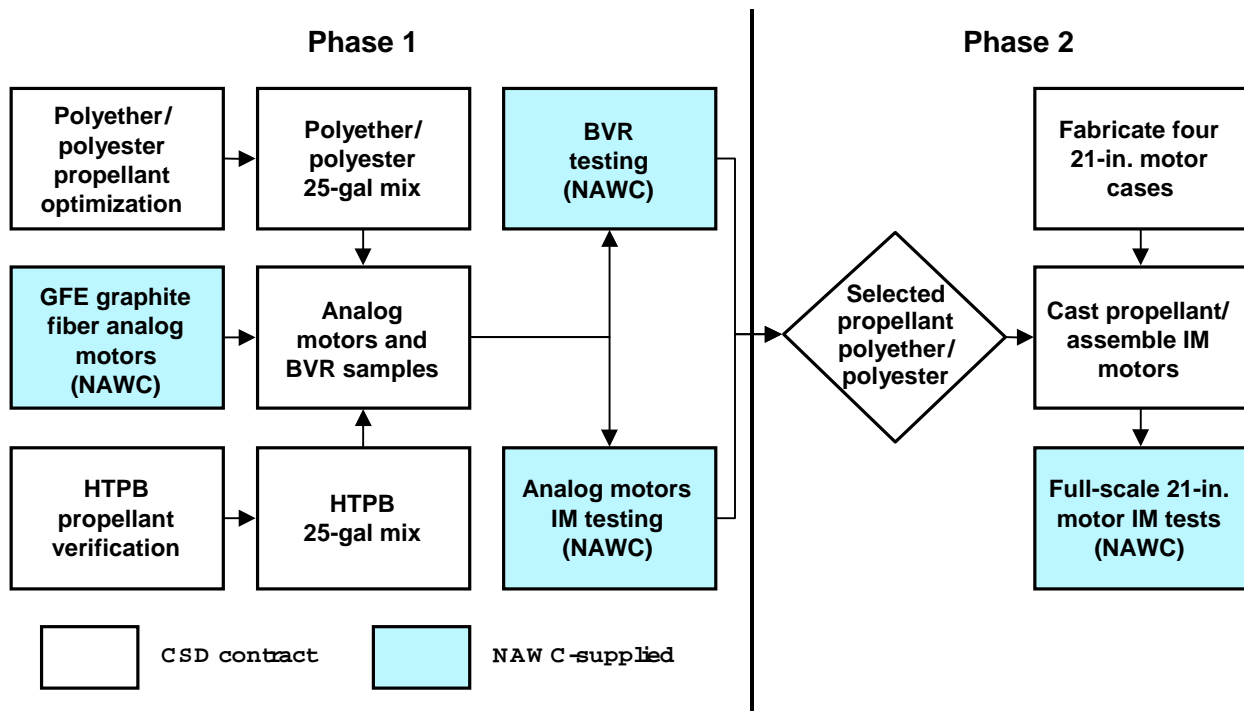 Phase 1
Phase 2
Polyether/
polyester
propellant
optimization
Polyether/
polyester
25-gal mix
BVR
testing
(NAWC)
Fabricate four
21-in. motor
cases
GFE graphite
fiber analog
motors
(NAWC)
Analog
motors and
BVR samples
Selected
propellant
polyether/
polyester
Cast propellant/
assemble IM
motors
HTPB
propellant
verification
HTPB
25-gal mix
Analog motors
IM testing
(NAWC)
Full-scale 21-in.
motor IM tests
(NAWC)
CSD contract
NAWC-supplied